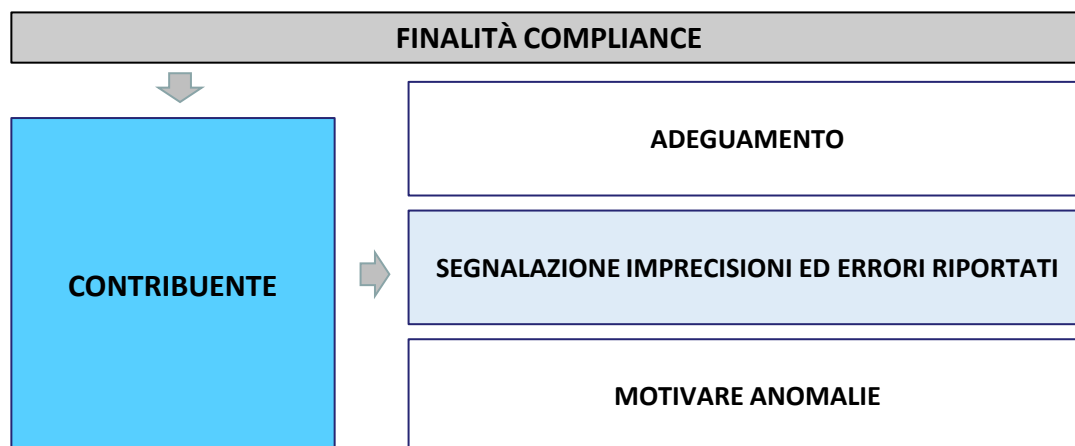 FINALITÀ COMPLIANCE
ADEGUAMENTO
CONTRIBUENTE
SEGNALAZIONE IMPRECISIONI ED ERRORI RIPORTATI
MOTIVARE ANOMALIE